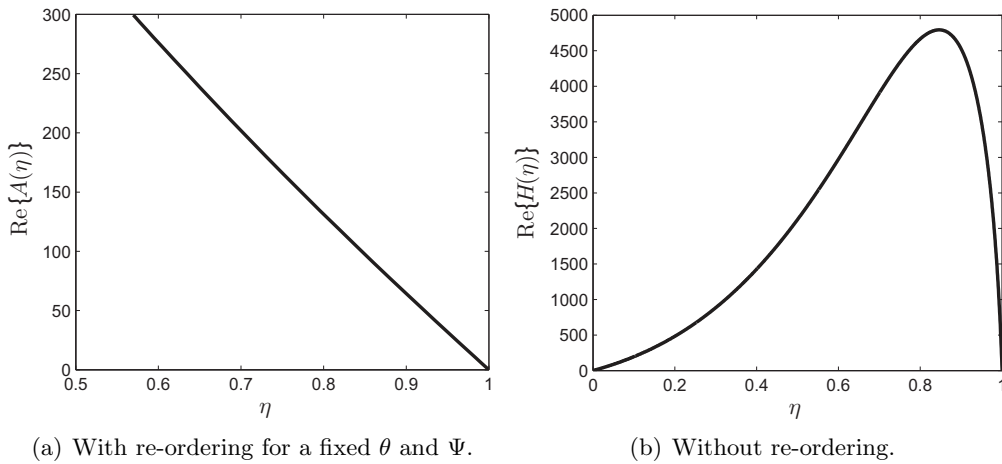 300
250
200
150
100
50
0
Re{A(η)}
0.5 0.6 0.7 0.8 0.9 1
η
(a) With re-ordering for a fixed θ and Ψ.
5000
4500
4000
3500
3000
2500
2000
1500
1000
500
0
Re{H(η)}
0 0.2 0.4 0.6 0.8 1
η
(b) Without re-ordering.